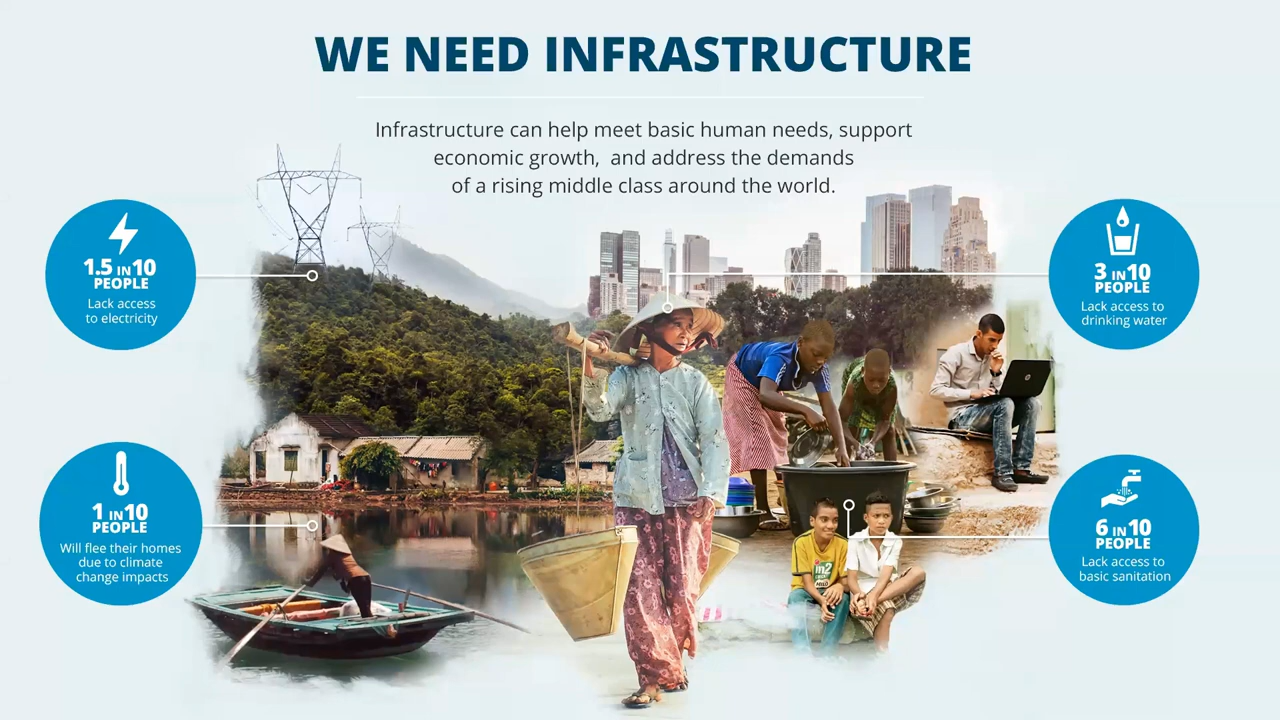 WE NEED INFRASTRUCTURE
Infrastructure can help meet basic human needs, support
economic growth, and address the demands
of a rising middle class around the world.
1.5 IN 10
PEOPLE
Lack access
to electricity
3 IN 10
PEOPLE
Lack access to
drinking water
1 IN 10
PEOPLE
Will flee their homes
due to climate
change impacts
6 IN 10
PEOPLE
Lack access to
basic sanitation
in2
hp